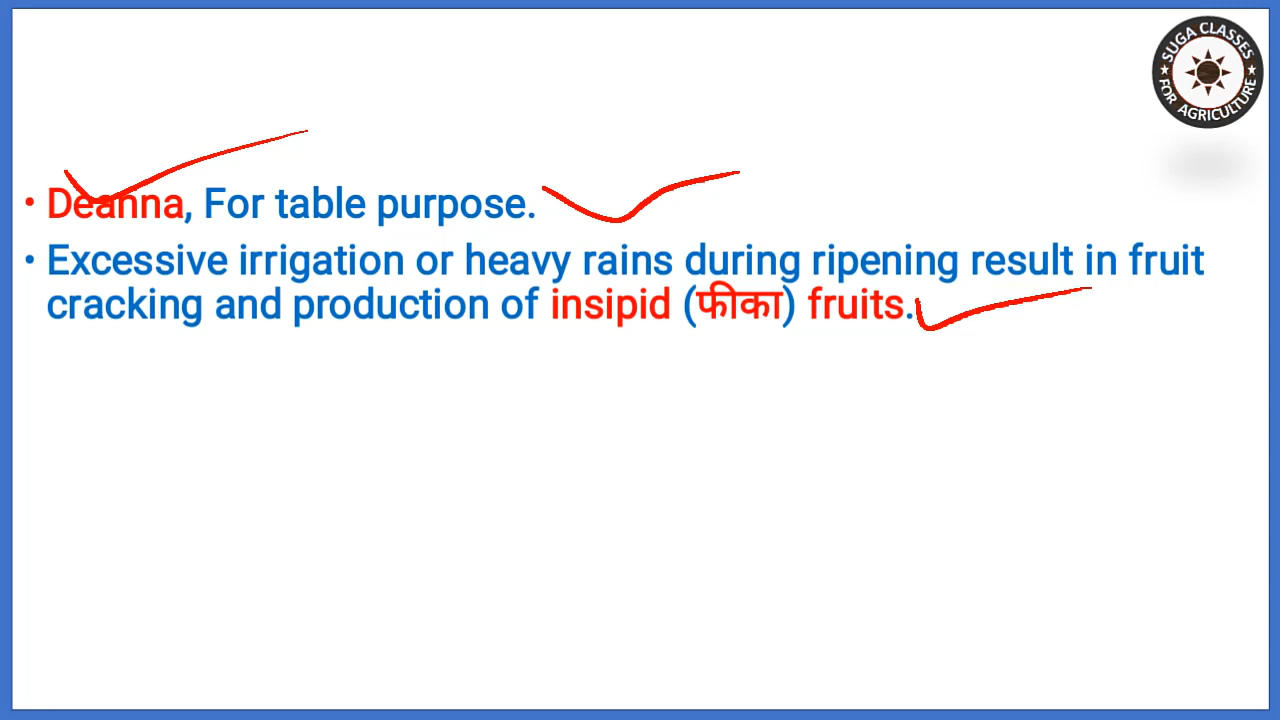 SUGA CLASSES
FOR AGRICULTURE
• Deanna, For table purpose.
• Excessive irrigation or heavy rains during ripening result in fruit
cracking and production of insipid (फीका) fruits.